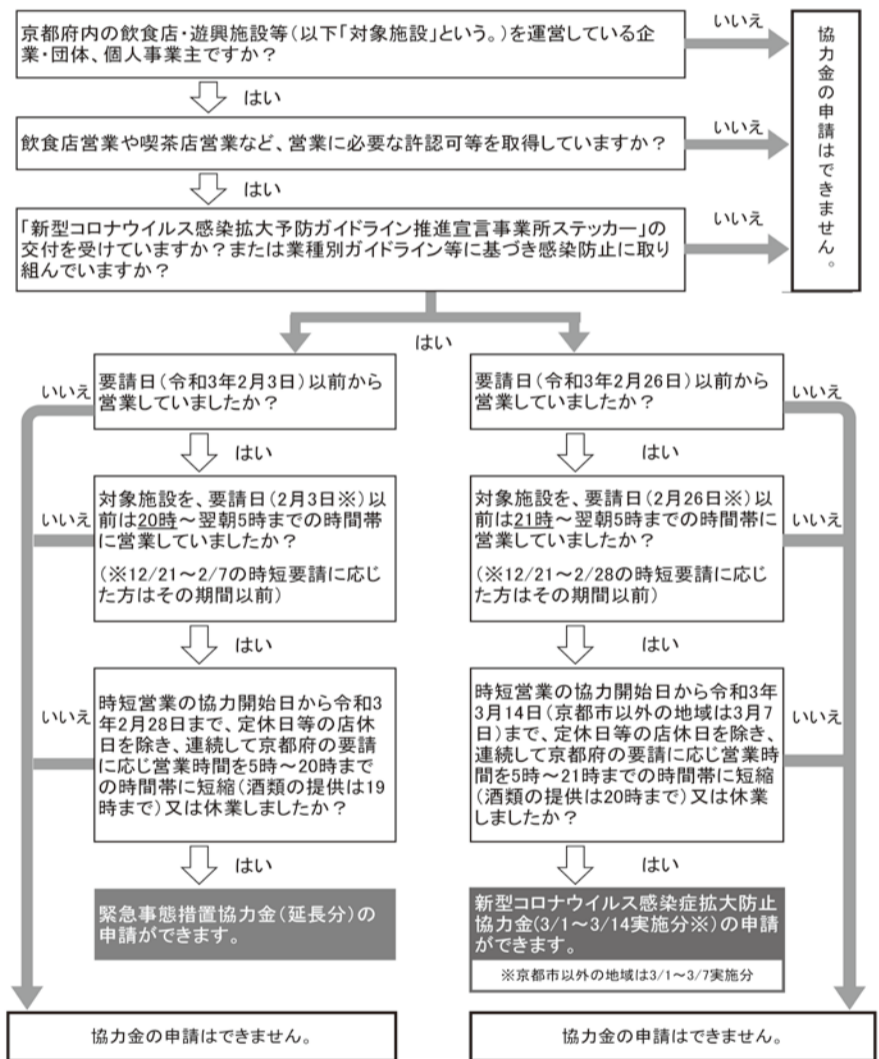 京都府内の飲食店・遊興施設等(以下「対象施設」という。)を運営している企
業・団体、個人事業主ですか？
いいえ
協力金の申請はできません。
はい
飲食店営業や喫茶店営業など、営業に必要な許認可等を取得していますか？
いいえ
はい
「新型コロナウイルス感染拡大予防ガイドライン推進宣言事業所ステッカー」の
交付を受けていますか？または業種別ガイドライン等に基づき感染防止に取り
組んでいますか？
いいえ
はい
いいえ
要請日(令和3年2月3日)以前から
営業していましたか？
はい
いいえ
対象施設を、要請日(2月3日※)以
前は20時～翌朝5時までの時間帯
に営業していましたか？
(※12/21～2/7の時短要請に応じ
た方はその期間以前)
はい
いいえ
時短営業の協力開始日から令和3
年2月28日まで、定休日等の店休
日を除き、連続して京都府の要請
に応じ営業時間を5時～20時まで
の時間帯に短縮(酒類の提供は19
時まで)又は休業しましたか？
はい
緊急事態措置協力金(延長分)の
申請ができます。
協力金の申請はできません。
要請日(令和3年2月26日)以前から
営業していましたか？
いいえ
はい
対象施設を、要請日(2月26日※)以
前は21時～翌朝5時までの時間帯に
営業していましたか？
(※12/21～2/28の時短要請に応じ
た方はその期間以前)
いいえ
はい
時短営業の協力開始日から令和3年
3月14日(京都市以外の地域は3月7
日)まで、定休日等の店休日を除き、
連続して京都府の要請に応じ営業時
間を5時～21時までの時間帯に短縮
(酒類の提供は20時まで)又は休業
しましたか？
いいえ
はい
新型コロナウイルス感染症拡大防止
協力金(3/1～3/14実施分※)の申請
ができます。
※京都市以外の地域は3/1～3/7実施分
協力金の申請はできません。